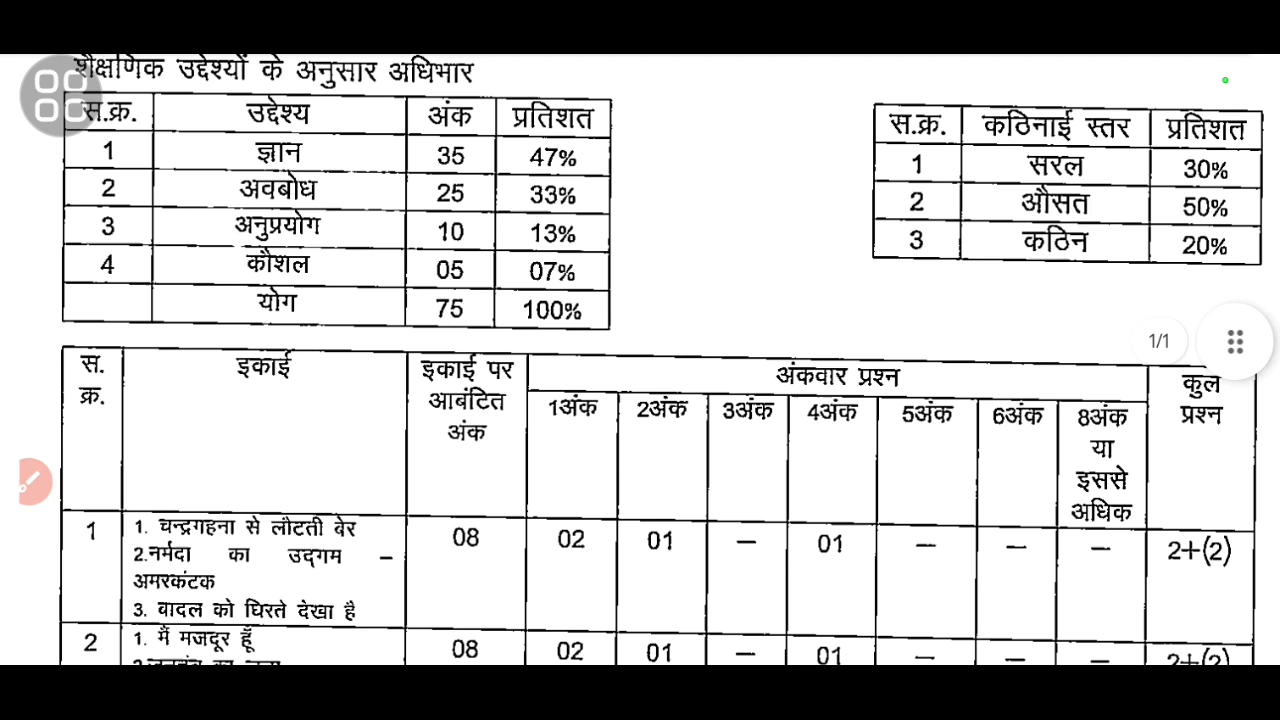 शैक्षणिक उद्देश्यों के अनुसार अधिभार
स.क्र. उद्देश्य अंक प्रतिशत
1 ज्ञान 35 47%
2 अवबोध 25 33%
3 अनुप्रयोग 10 13%
4 कौशल 05 07%
योग 75 100%
स.क्र. कठिनाई स्तर प्रतिशत
1 सरल 30%
2 औसत 50%
3 कठिन 20%
1/1
स. क्र. इकाई इकाई पर आबंटित अंक अंकवार प्रश्न कुल प्रश्न
1अंक 2अंक 3अंक 4अंक 5अंक 6अंक 8अंक या इससे अधिक
1 1. चन्द्रगहना से लौटती बेर 08 02 01 – 01 – – – 2+(2)
2.नर्मदा का उद्गम –
अमरकंटक
3. वादल को घिरते देखा है
2 1. मैं मजदूर हूँ 08 02 01 – 01 – – – 2+(2)